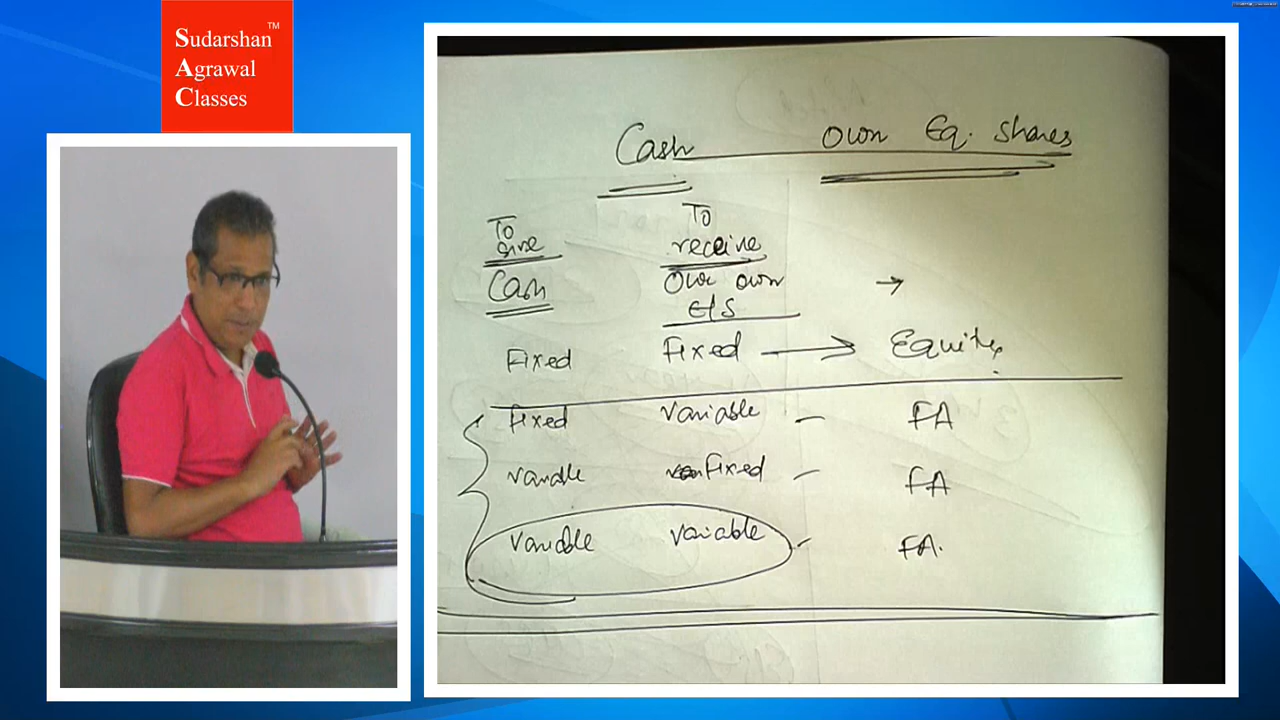 Sudarshan™
Agrawal
Classes
Cash Own Eq. Shares
To To
give receive
Cash Our own →
E/S
Fixed Fixed → Equity
Fixed variable – FA
variable Fixed – FA
variable variable – FA.